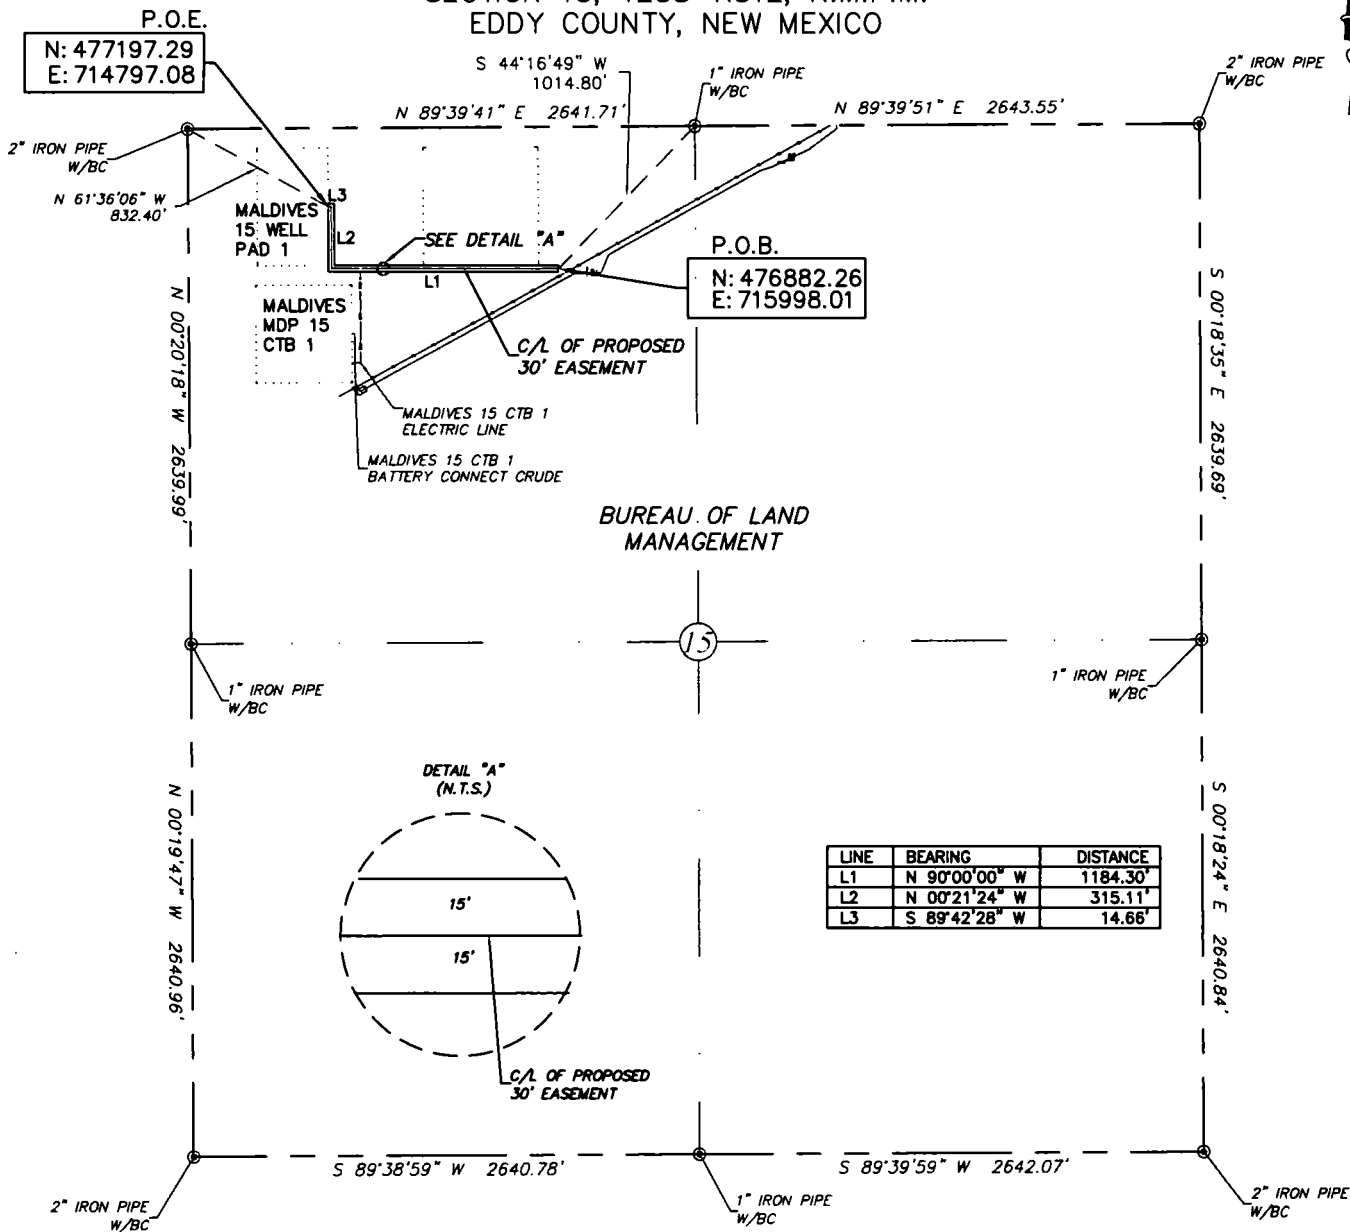 EDDY COUNTY, NEW MEXICO
P.O.E.
N: 477197.29
E: 714797.08
S 44°16'49" W
1014.80'
1" IRON PIPE
W/BC
2" IRON PIPE
W/BC
N 89°39'41" E 2641.71'
N 89°39'51" E 2643.55'
2" IRON PIPE
W/BC
N 61°36'06" W
832.40'
L3
MALDIVES
15 WELL
PAD 1
L2
SEE DETAIL "A"
L1
P.O.B.
N: 476882.26
E: 715998.01
MALDIVES
MDP 15
CTB 1
C/L OF PROPOSED
30' EASEMENT
MALDIVES 15 CTB 1
ELECTRIC LINE
MALDIVES 15 CTB 1
BATTERY CONNECT CRUDE
N 00°20'18" W 2639.99'
S 00°18'35" E 2639.69'
BUREAU OF LAND
MANAGEMENT
15
1" IRON PIPE
W/BC
1" IRON PIPE
W/BC
DETAIL "A"
(N.T.S.)
15'
15'
C/L OF PROPOSED
30' EASEMENT
LINE BEARING DISTANCE
L1 N 90°00'00" W 1184.30'
L2 N 00°21'24" W 315.11'
L3 S 89°42'28" W 14.66'
N 00°19'47" W 2640.96'
S 00°18'24" E 2640.84'
S 89°38'59" W 2640.78'
S 89°39'59" W 2642.07'
2" IRON PIPE
W/BC
1" IRON PIPE
W/BC
2" IRON PIPE
W/BC